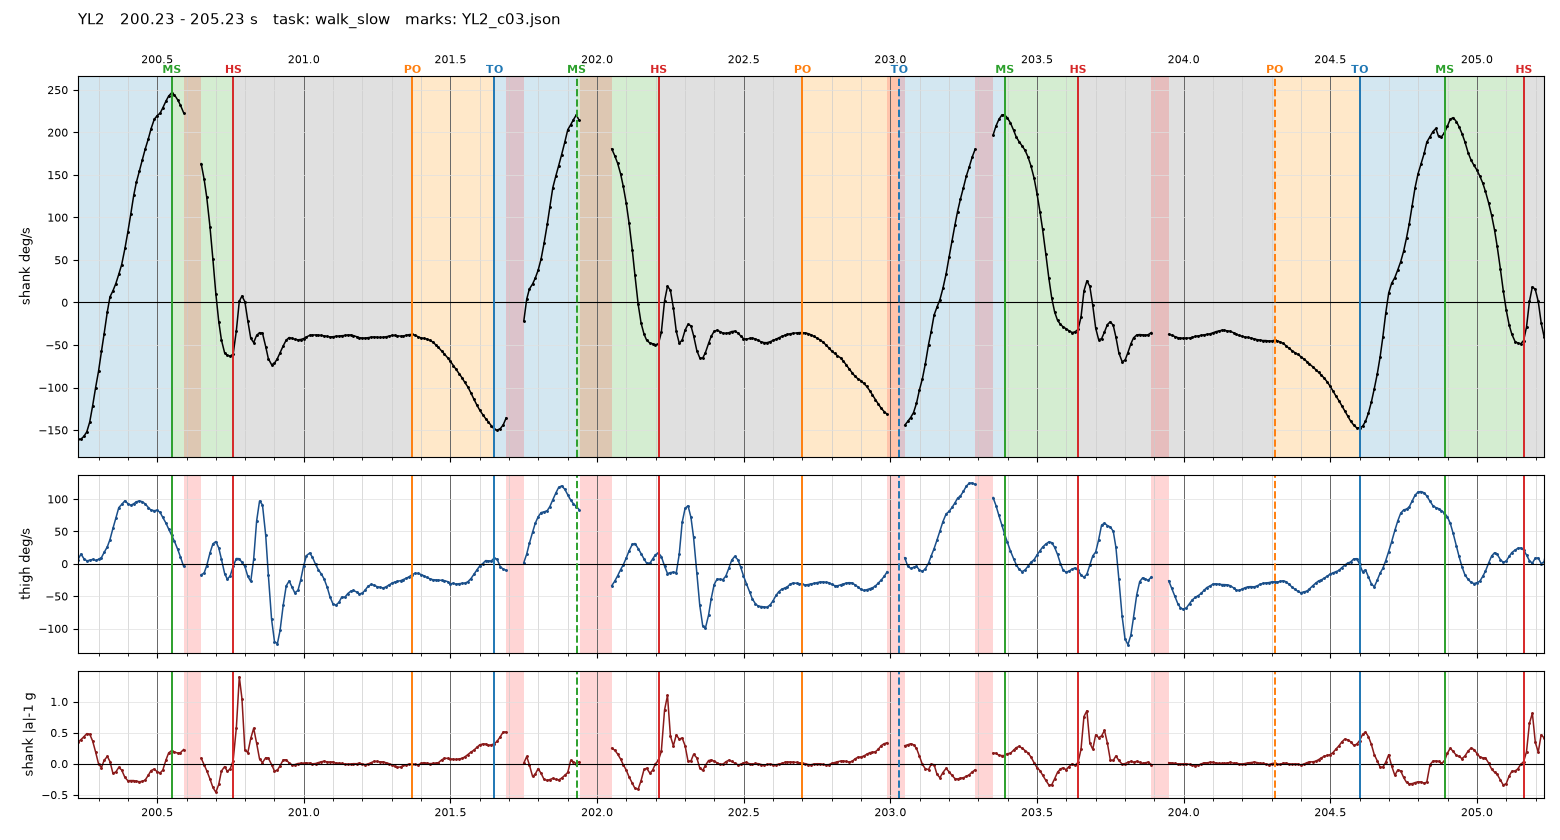 YL2 200.23 - 205.23 s task: walk_slow marks: YL2_c03.json
200.5 201.0 201.5 202.0 202.5 203.0 203.5 204.0 204.5 205.0
MS HS PO TO MS HS PO TO MS HS PO TO MS HS
250
200
150
100
50
0
−50
−100
−150
shank deg/s
100
50
0
−50
−100
thigh deg/s
1.0
0.5
0.0
−0.5
shank |a|-1 g
200.5 201.0 201.5 202.0 202.5 203.0 203.5 204.0 204.5 205.0